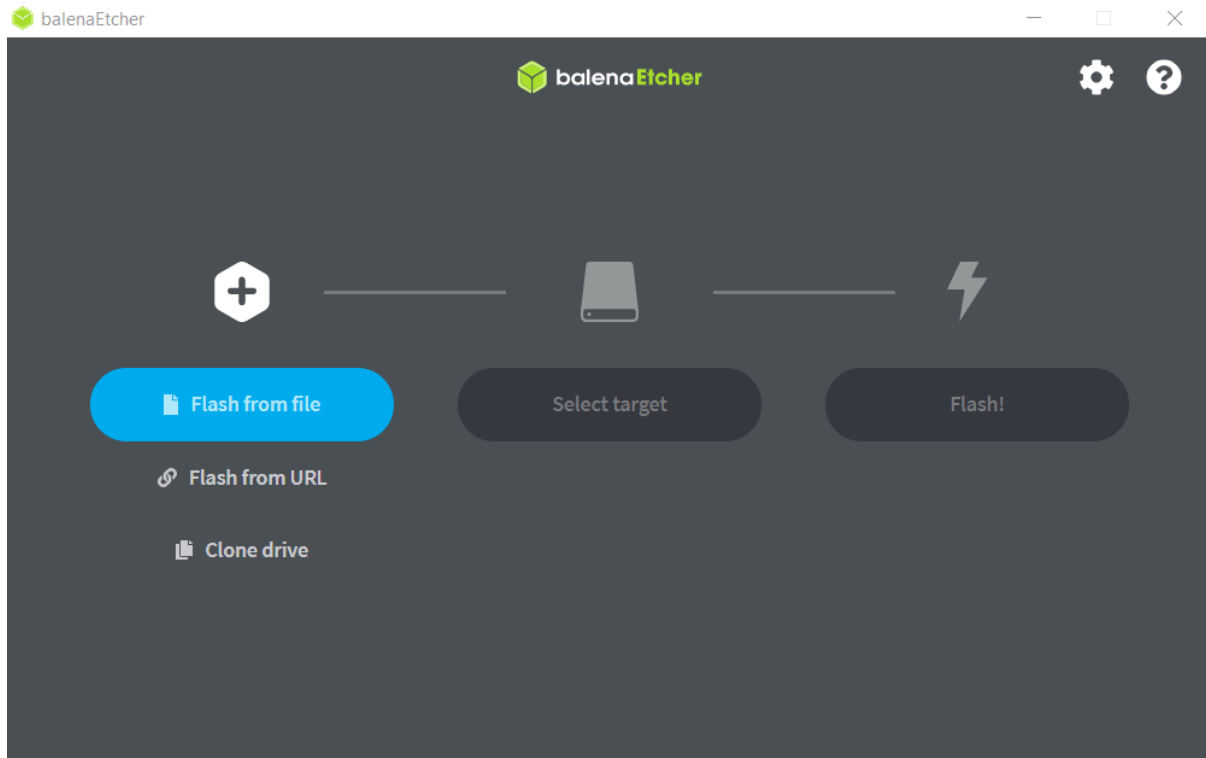 balenaEtcher
balenaEtcher
Flash from file
Select target
Flash!
Flash from URL
Clone drive